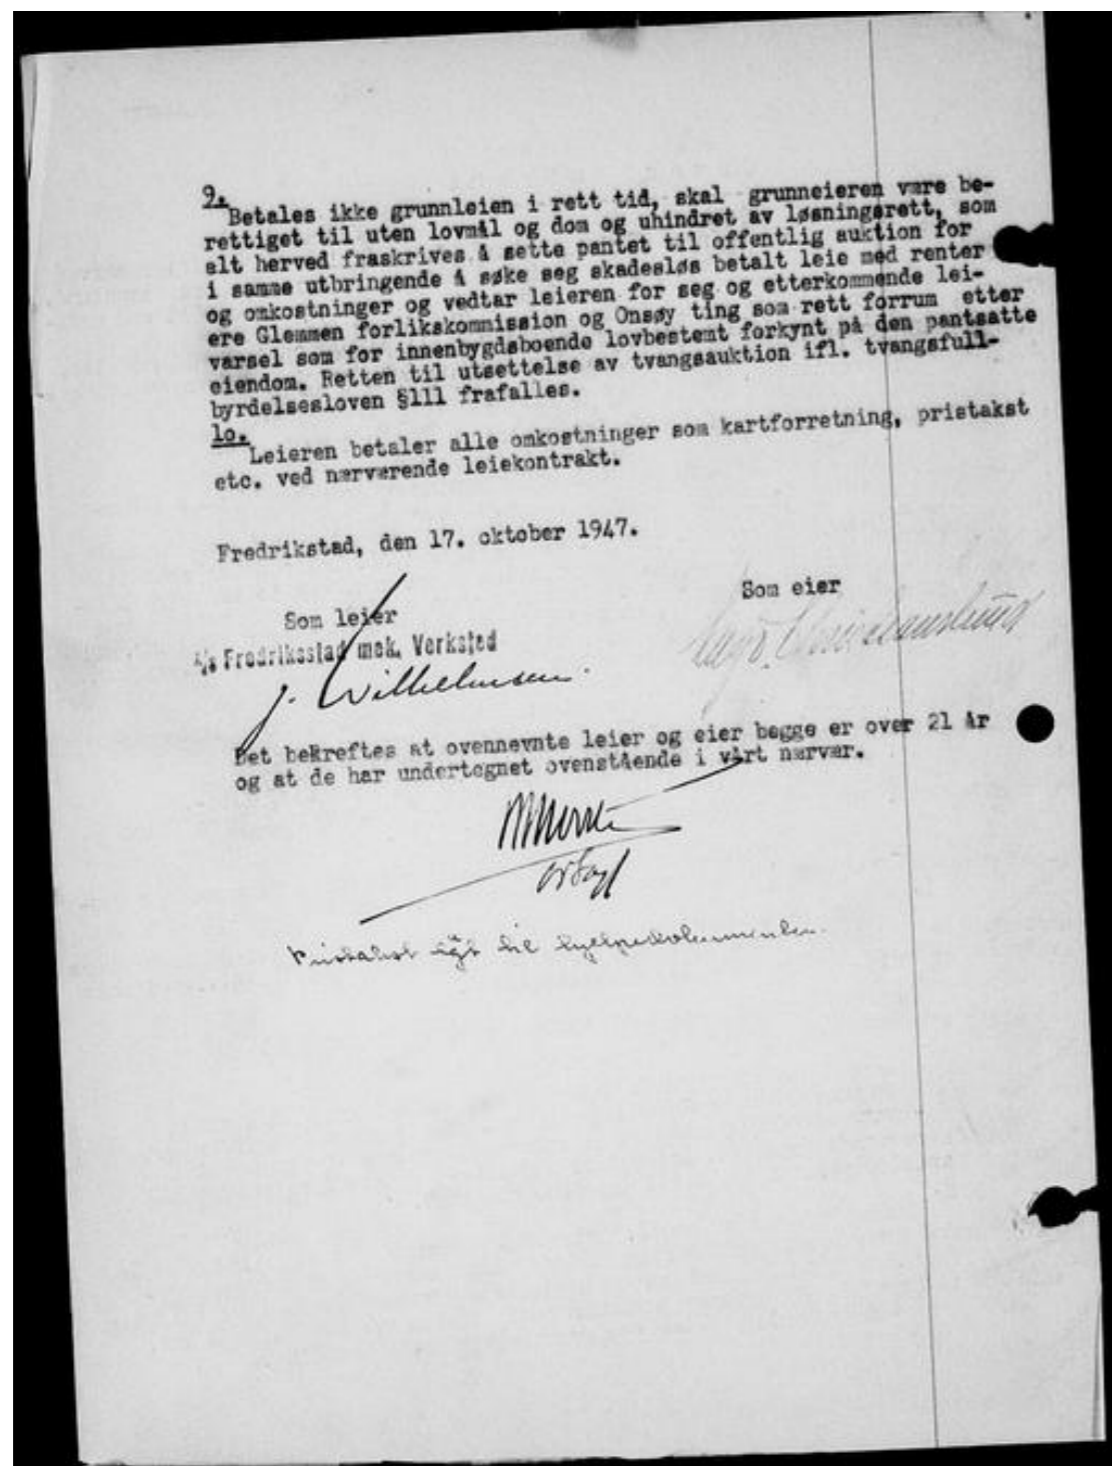 9.
Betales ikke grunnleien i rett tid, skal grunneieren være be-
rettiget til uten lovmål og dom og uhindret av løsningsrett, som
alt herved fraskrives å sette pantet til offentlig auktion for
i samme utbringende å søke seg skadesløs betalt leie med renter
og omkostninger og vedtar leieren for seg og etterkommende lei-
ere Glemmen forlikskommission og Onsøy ting som rett forrum etter
varsel som for innenbygdsboende lovbestemt forkynt på den pantsatte
eiendom. Retten til utsettelse av tvangsauktion ifl. tvangsfull-
byrdelsesloven §111 frafalles.
lo.
Leieren betaler alle omkostninger som kartforretning, pristakst
etc. ved nærværende leiekontrakt.
Fredrikstad, den 17. oktober 1947.
Som leier
Som eier
A/s Fredriksstad mek. Verksted
J. Wilhelmsen.
Det bekreftes at ovennevnte leier og eier begge er over 21 år
og at de har undertegnet ovenstående i vårt nærvær.
Pristakst lagt til hjelpedokumenten.